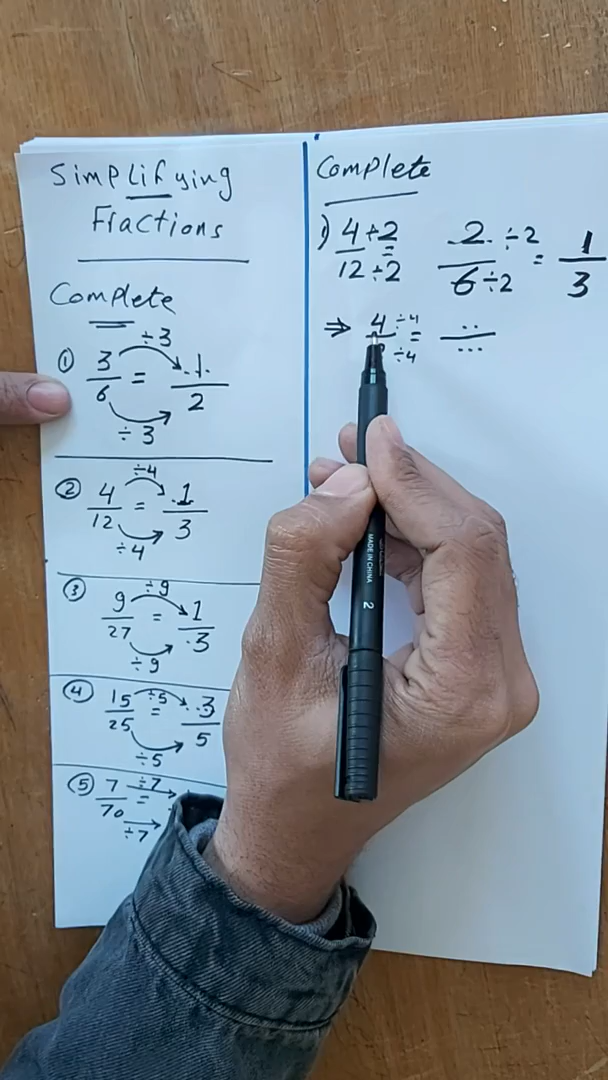 Simplifying
Fractions
Complete
① 3/6 = .1./2
÷3
÷3
② 4/12 = .1/3
÷4
÷4
③ 9/27 = 1/.3
÷9
÷9
④ 15/25 = ..3/5
÷5
÷5
⑤ 7/70 =
÷7
÷7
Complete
1) 4÷2/12÷2 = .2./6 ÷2/÷2 = 1/3
⇒ 4 ÷4/ ÷4 = ../...
MADE IN CHINA
2